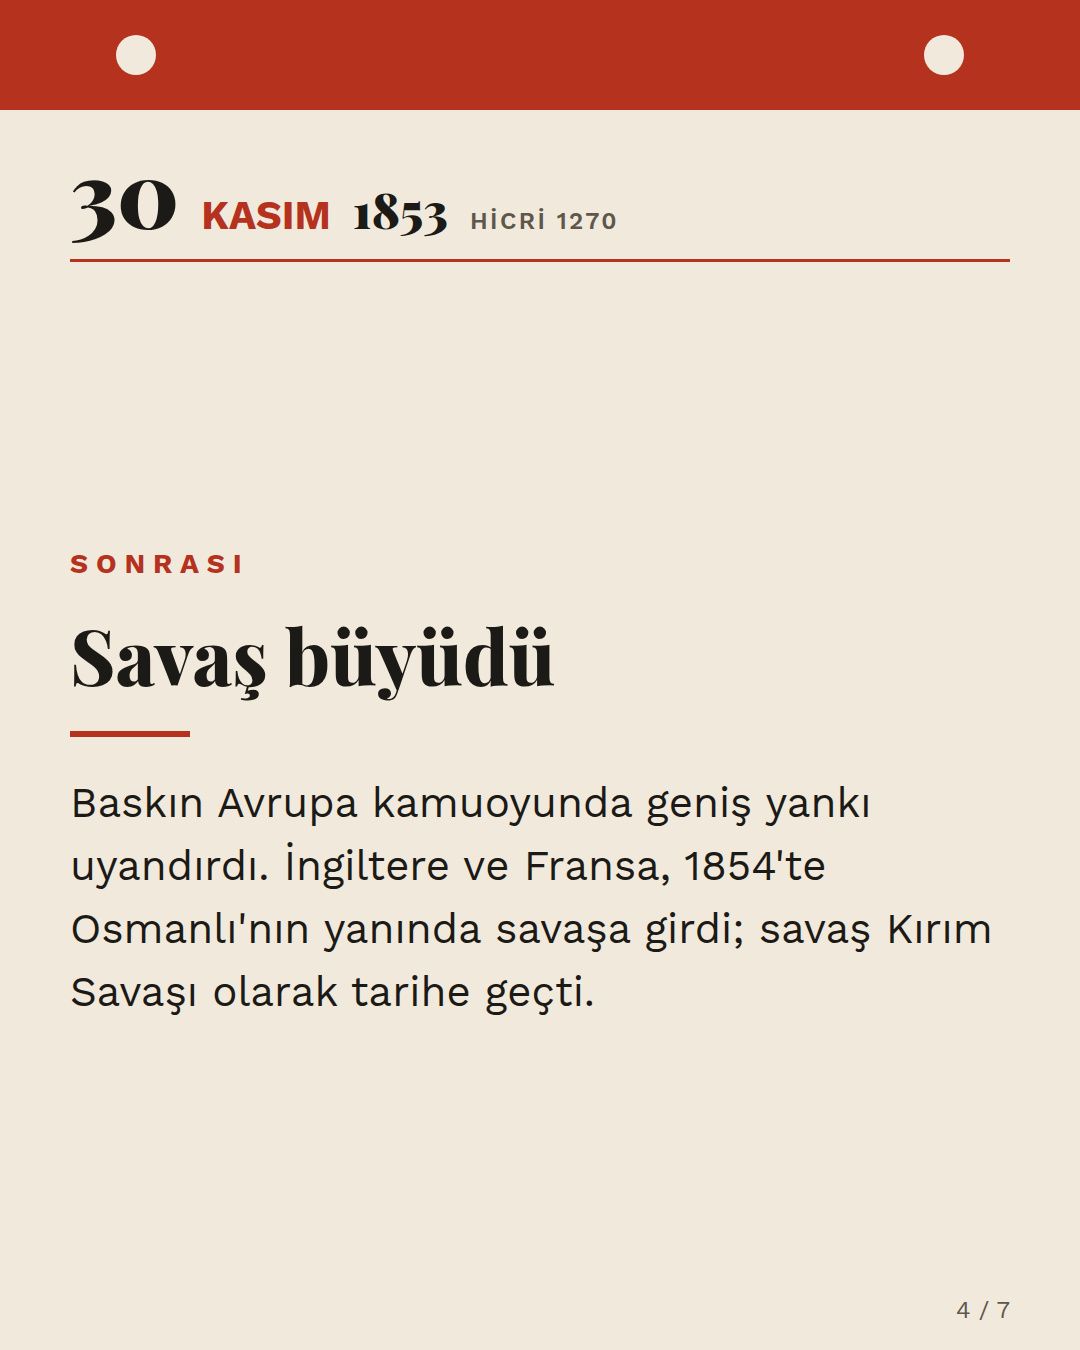 30 KASIM 1853 HİCRİ 1270
SONRASI
Savaş büyüdü
Baskın Avrupa kamuoyunda geniş yankı
uyandırdı. İngiltere ve Fransa, 1854'te
Osmanlı'nın yanında savaşa girdi; savaş Kırım
Savaşı olarak tarihe geçti.
4 / 7